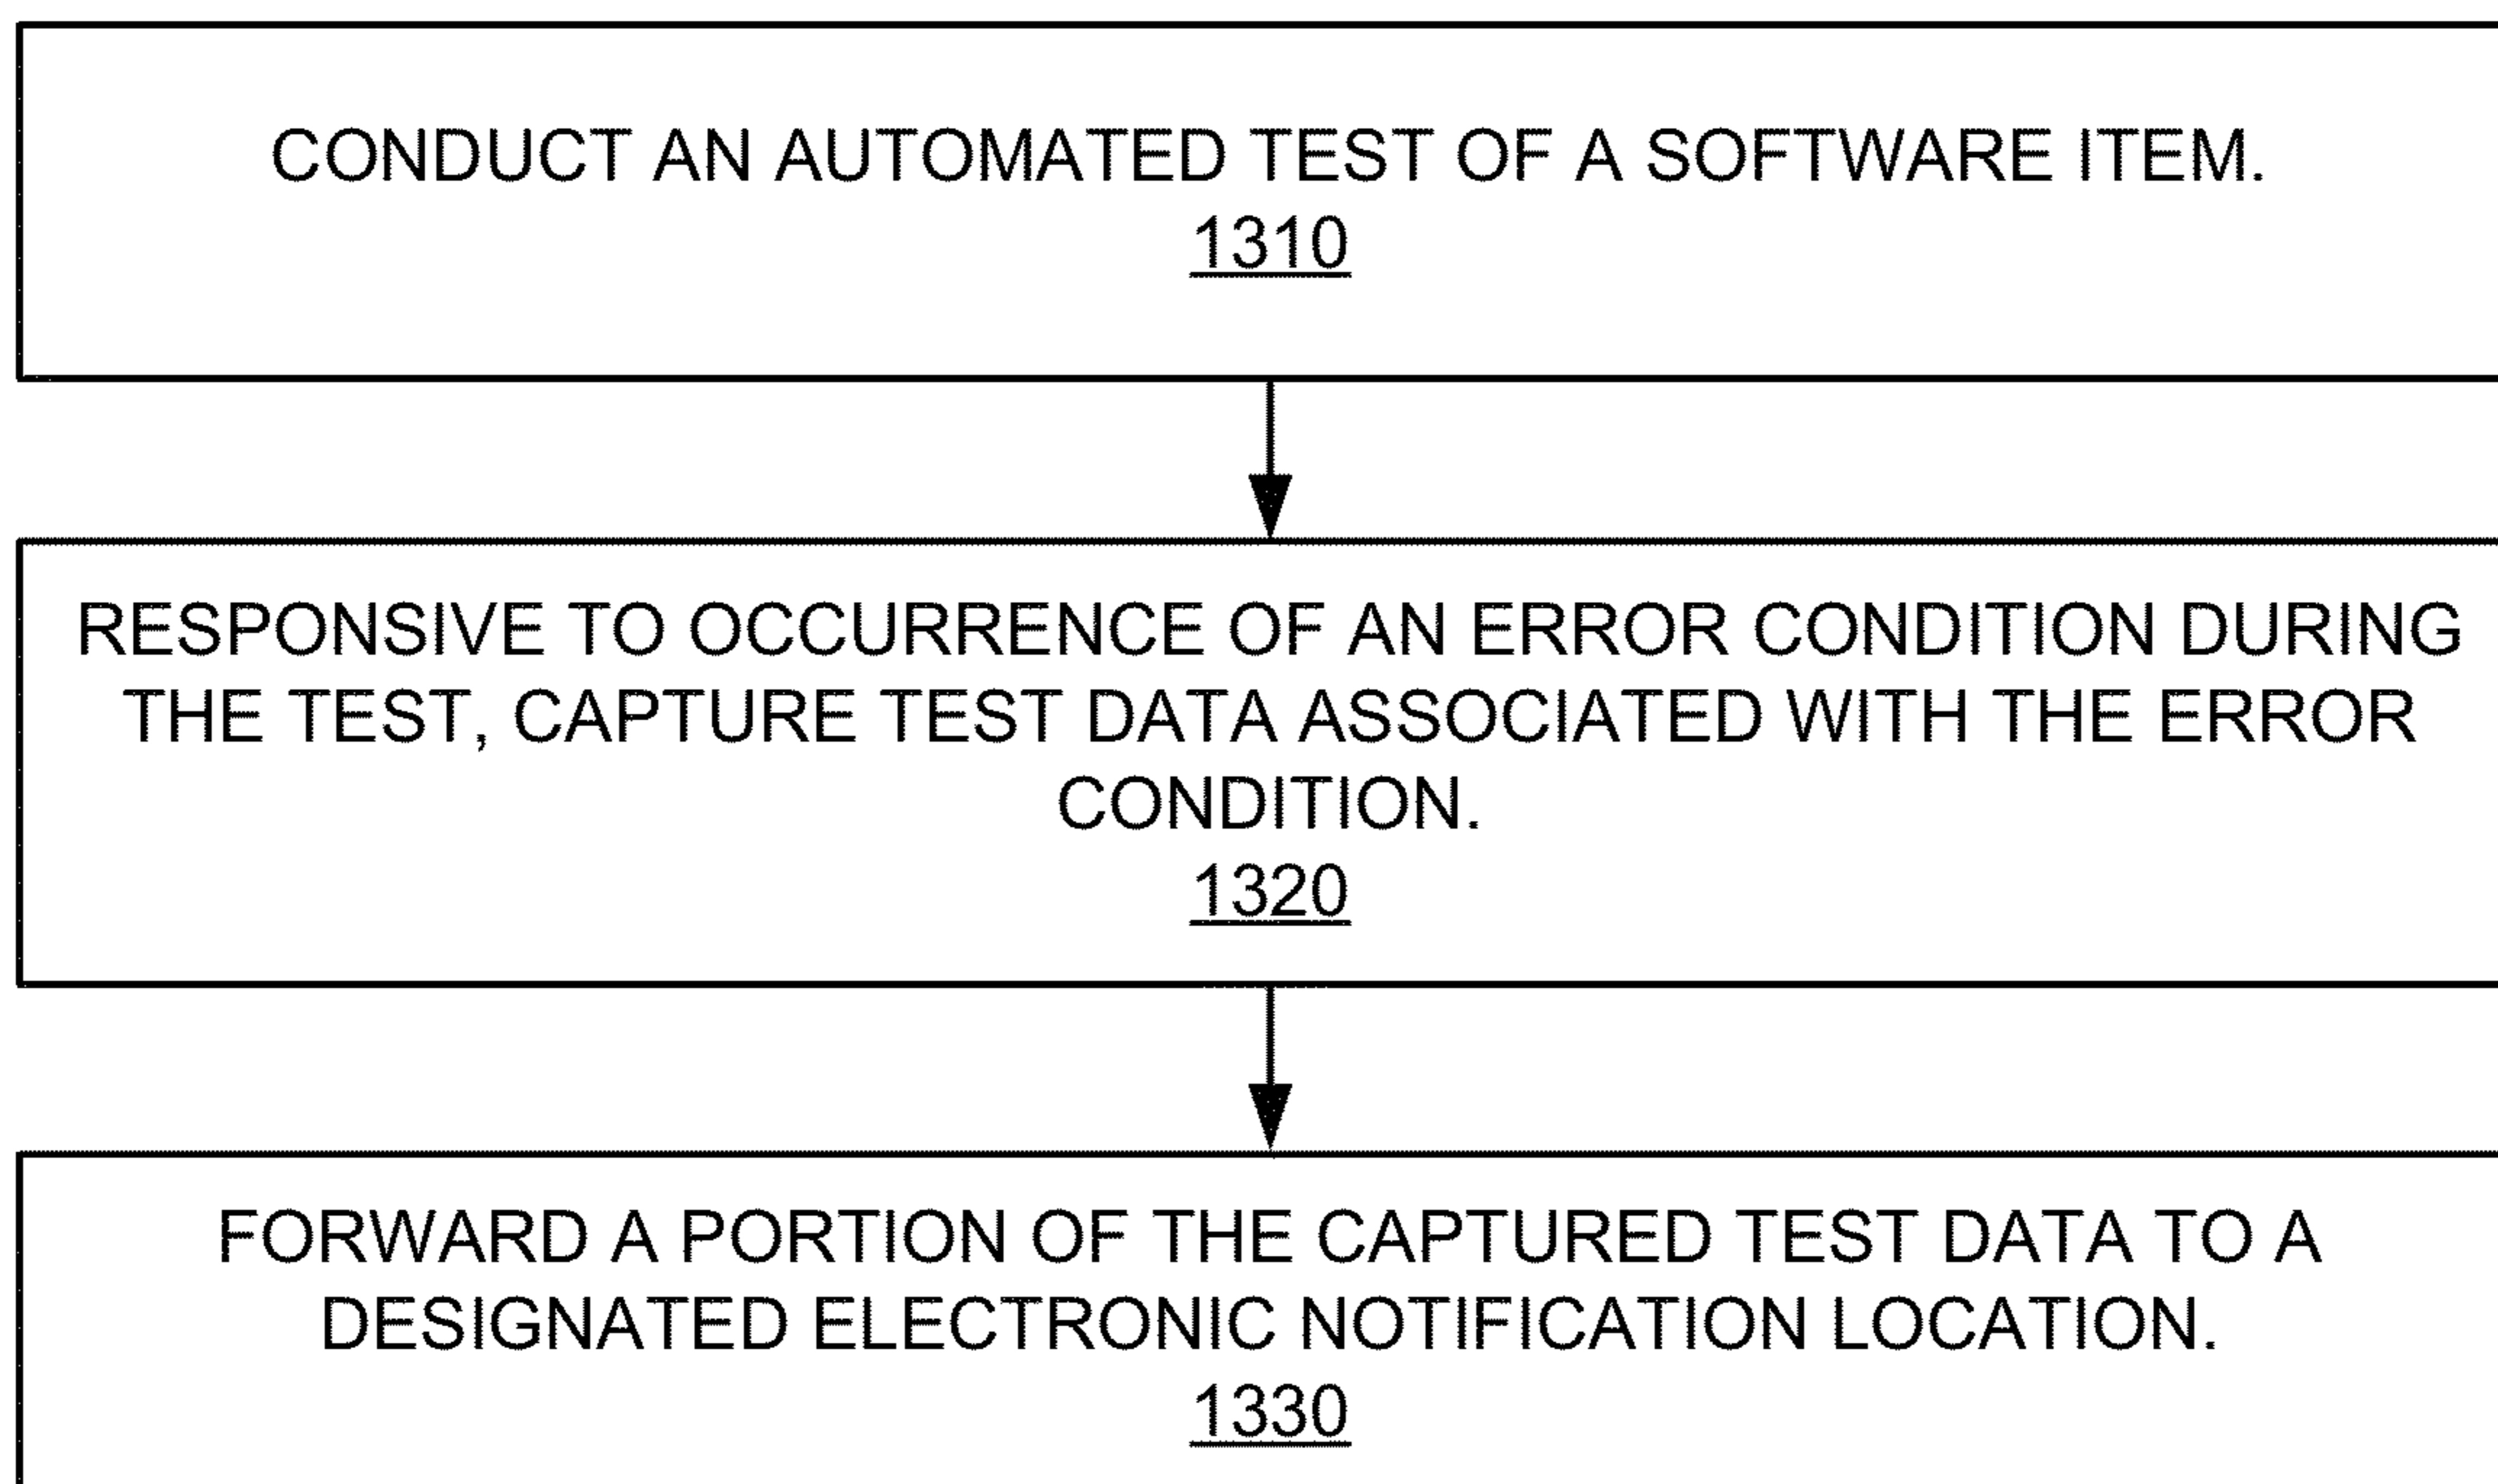 CONDUCT AN AUTOMATED TEST OF A SOFTWARE ITEM.
1310
RESPONSIVE TO OCCURRENCE OF AN ERROR CONDITION DURING
THE TEST, CAPTURE TEST DATA ASSOCIATED WITH THE ERROR
CONDITION.
1320
FORWARD A PORTION OF THE CAPTURED TEST DATA TO A
DESIGNATED ELECTRONIC NOTIFICATION LOCATION.
1330